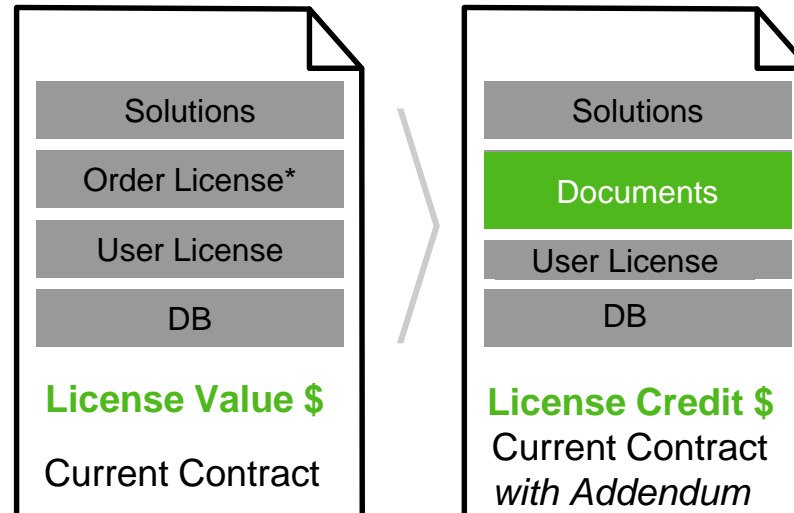 Solutions
Order License*
User License
DB
License Value $
Current Contract
Solutions
Documents
User License
DB
License Credit $
Current Contract
with Addendum